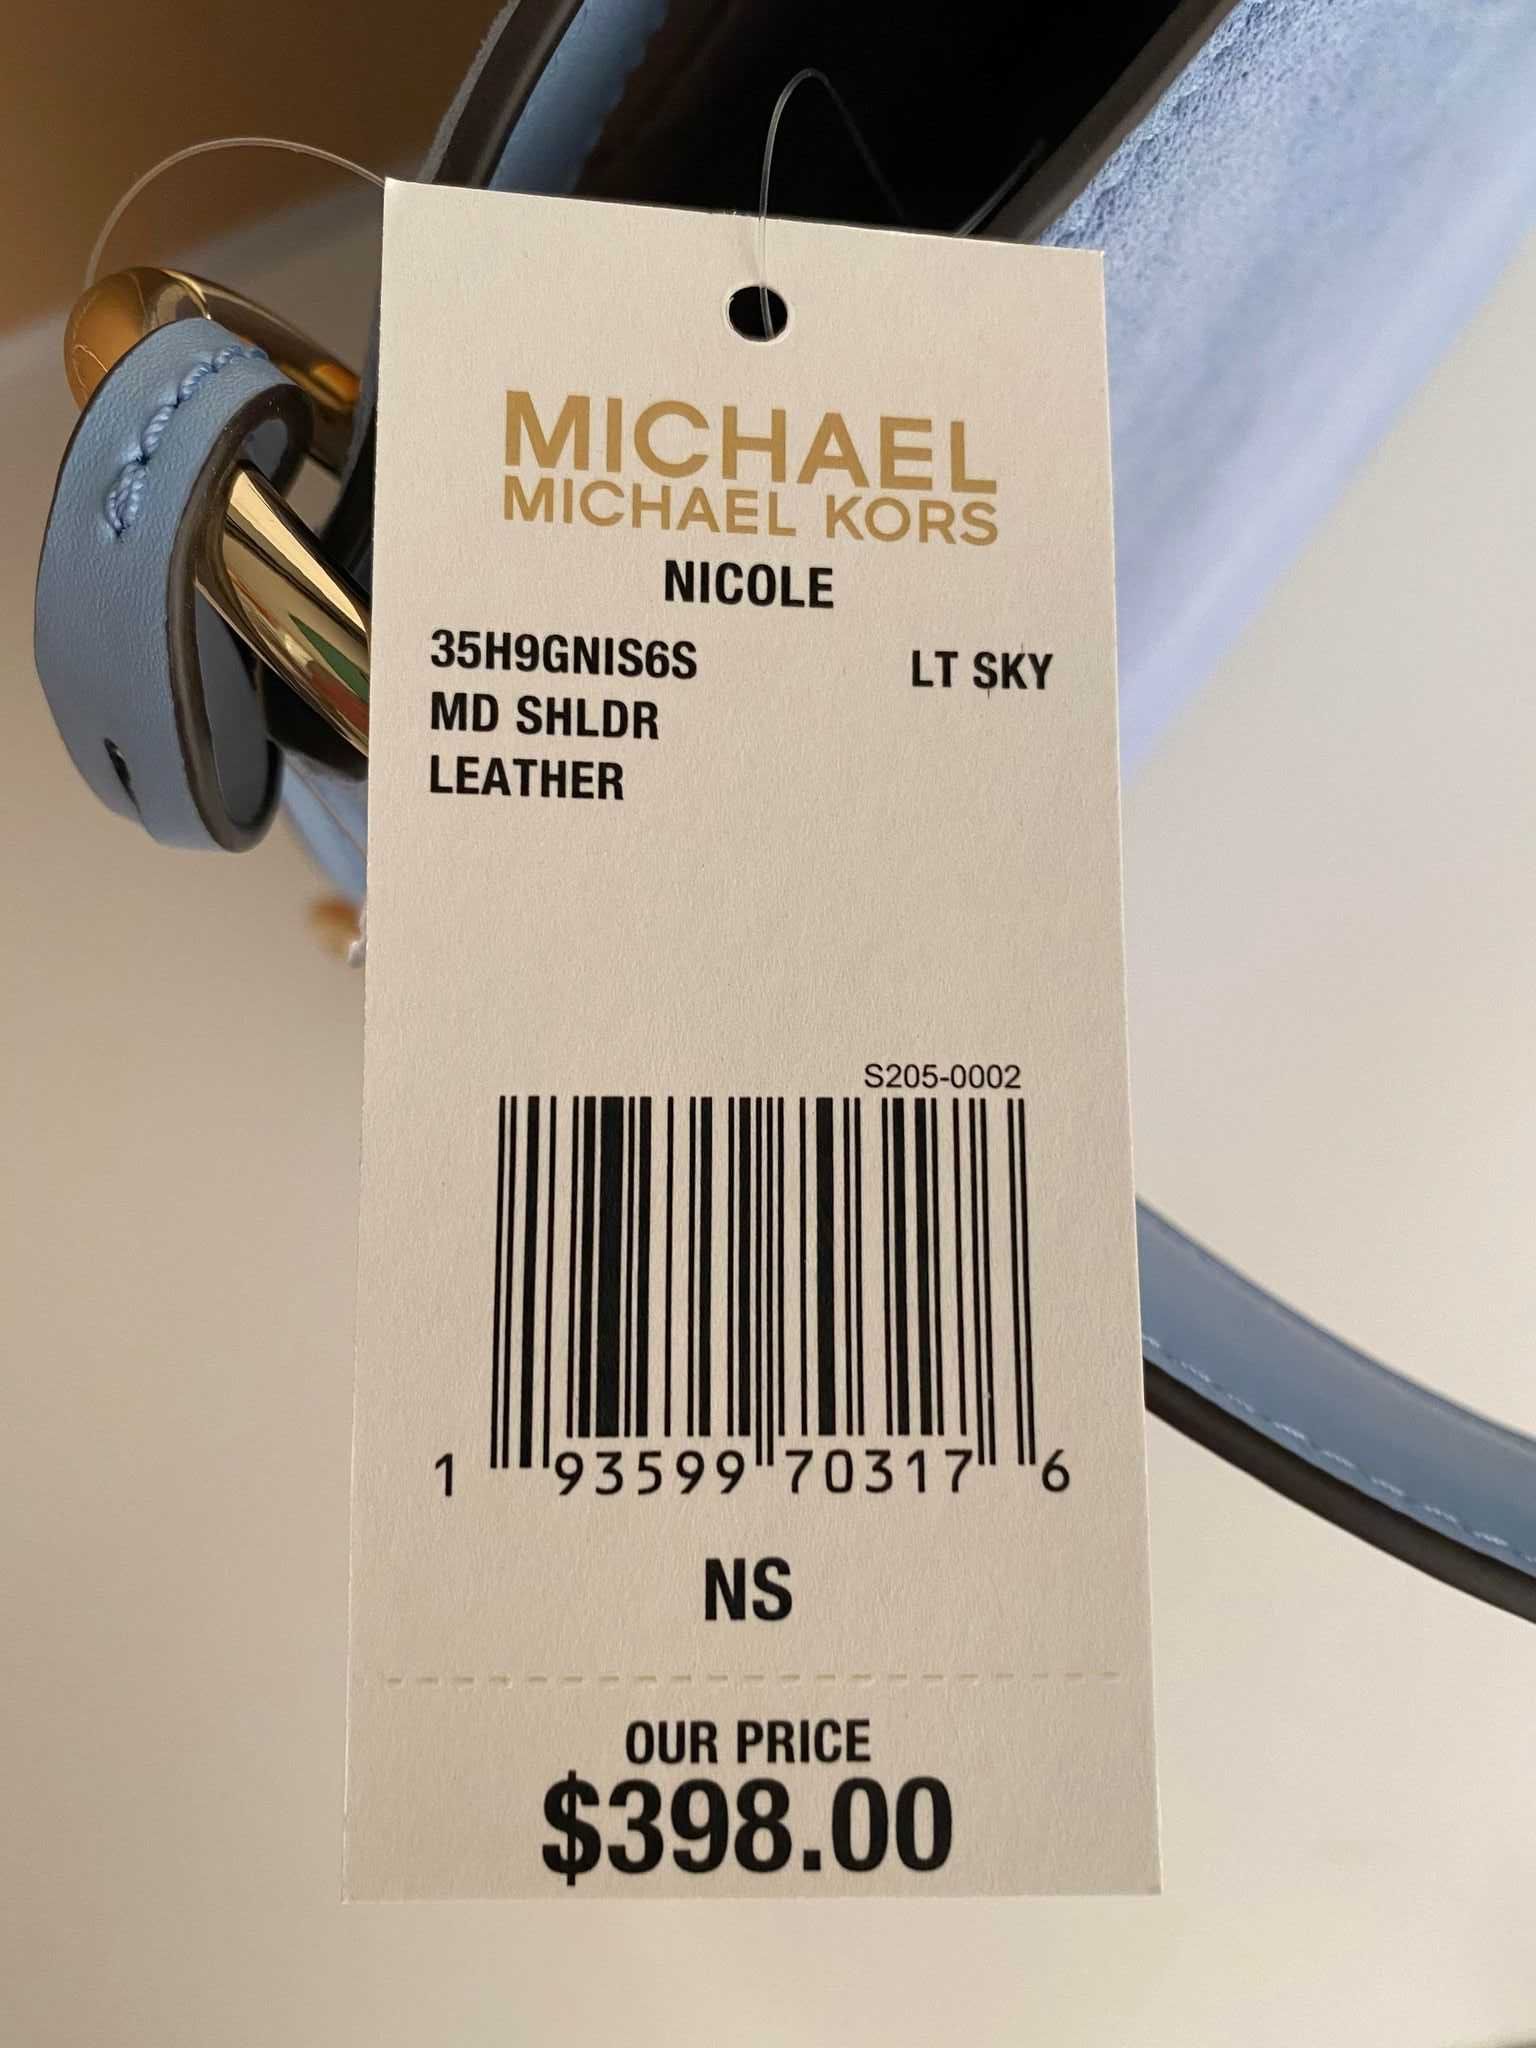 MICHAEL
MICHAEL KORS
NICOLE
35H9GNIS6S LT SKY
MD SHLDR
LEATHER
S205-0002
1 93599 70317 6
NS
OUR PRICE
$398.00